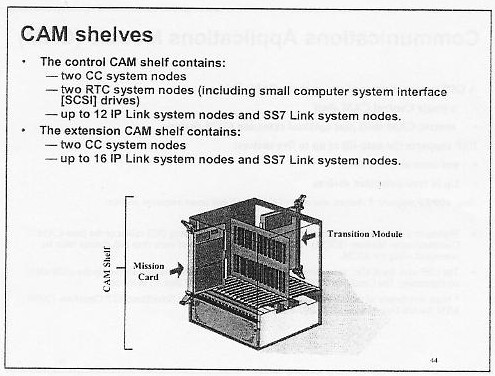 CAM shelves
• The control CAM shelf contains:
— two CC system nodes
— two RTC system nodes (including small computer system interface
[SCSI] drives)
— up to 12 IP Link system nodes and SS7 Link system nodes.
• The extension CAM shelf contains:
— two CC system nodes
— up to 16 IP Link system nodes and SS7 Link system nodes.
Transition Module
CAM Shelf
Mission
Card
44